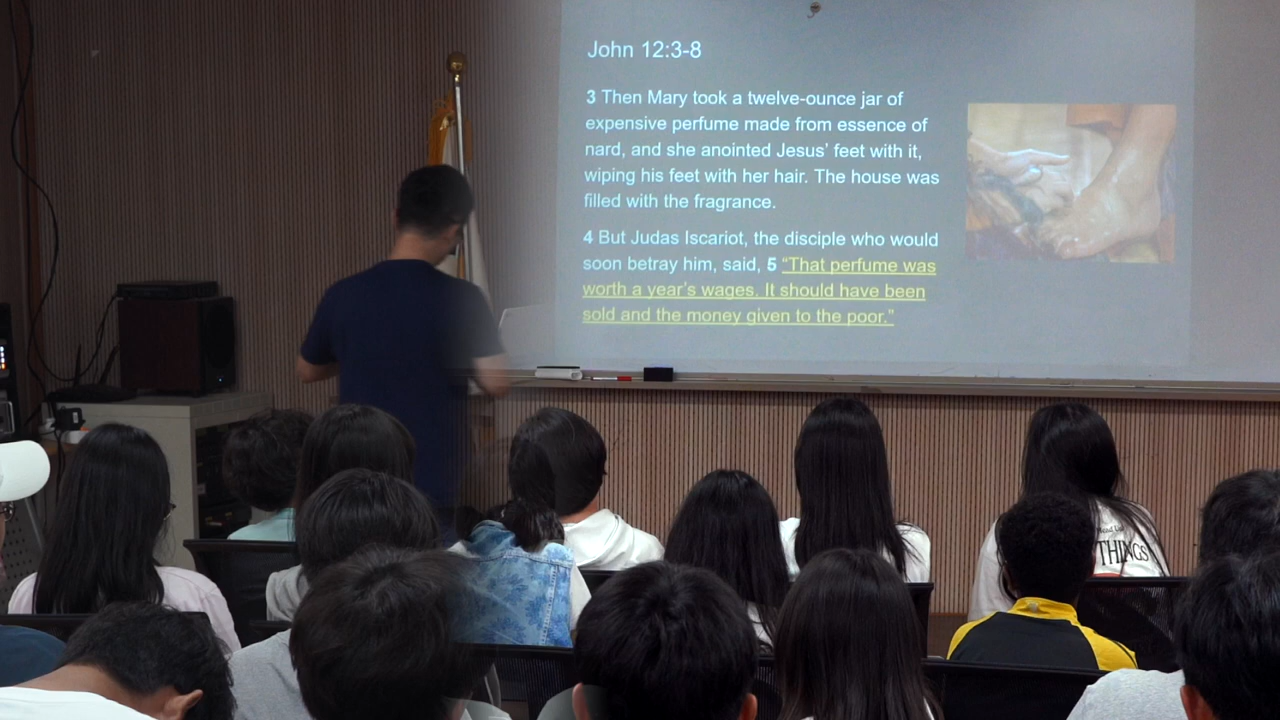 John 12:3-8
3 Then Mary took a twelve-ounce jar of
expensive perfume made from essence of
nard, and she anointed Jesus’ feet with it,
wiping his feet with her hair. The house was
filled with the fragrance.
4 But Judas Iscariot, the disciple who would
soon betray him, said, 5 “That perfume was
worth a year’s wages. It should have been
sold and the money given to the poor.”
THINGS